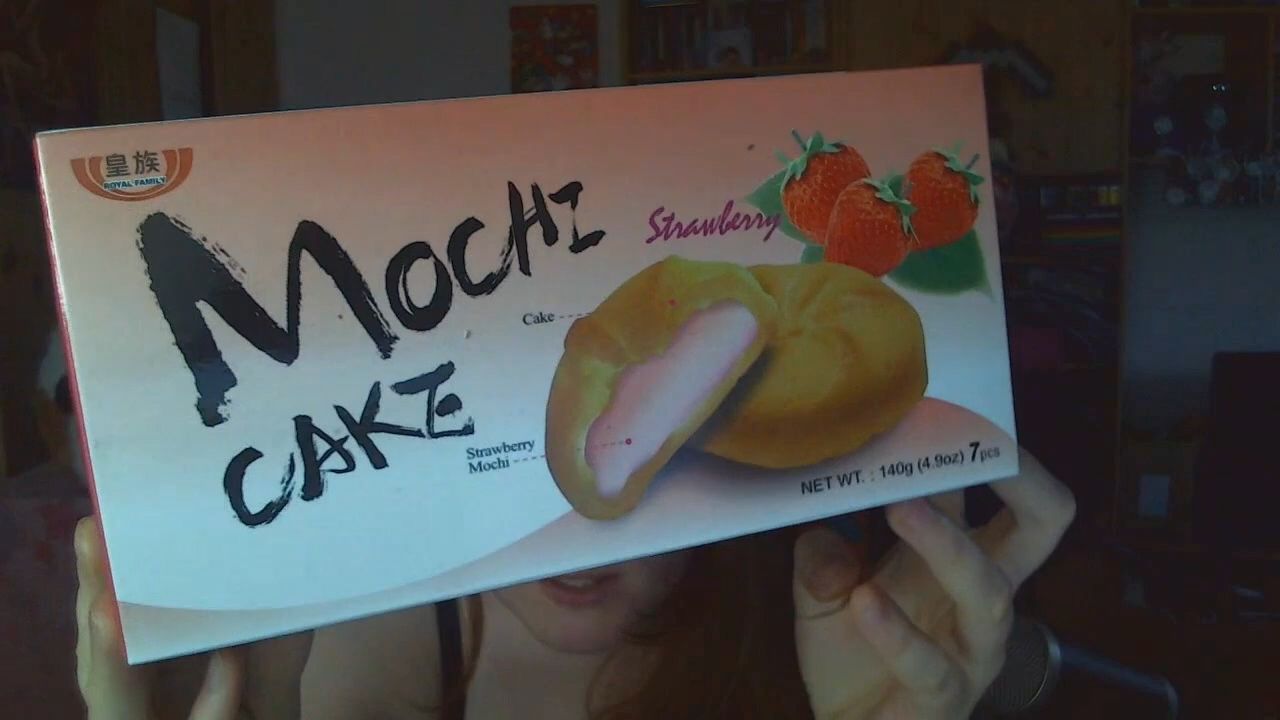 皇族
ROYAL FAMILY
MOCHI
CAKE
Strawberry
Cake
Strawberry
Mochi
NET WT. : 140g (4.9oz) 7pcs